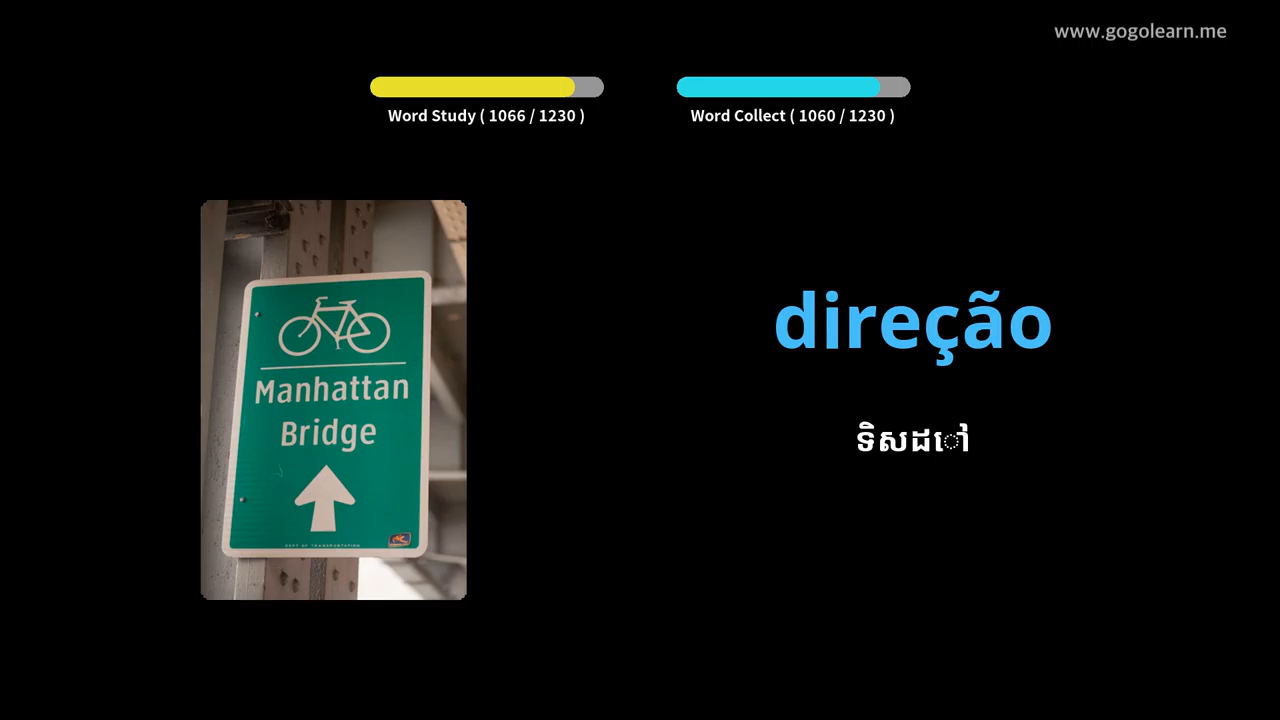 www.gogolearn.me
Word Study ( 1066 / 1230 )
Word Collect ( 1060 / 1230 )
Manhattan
Bridge
direção
ទិសដៅ